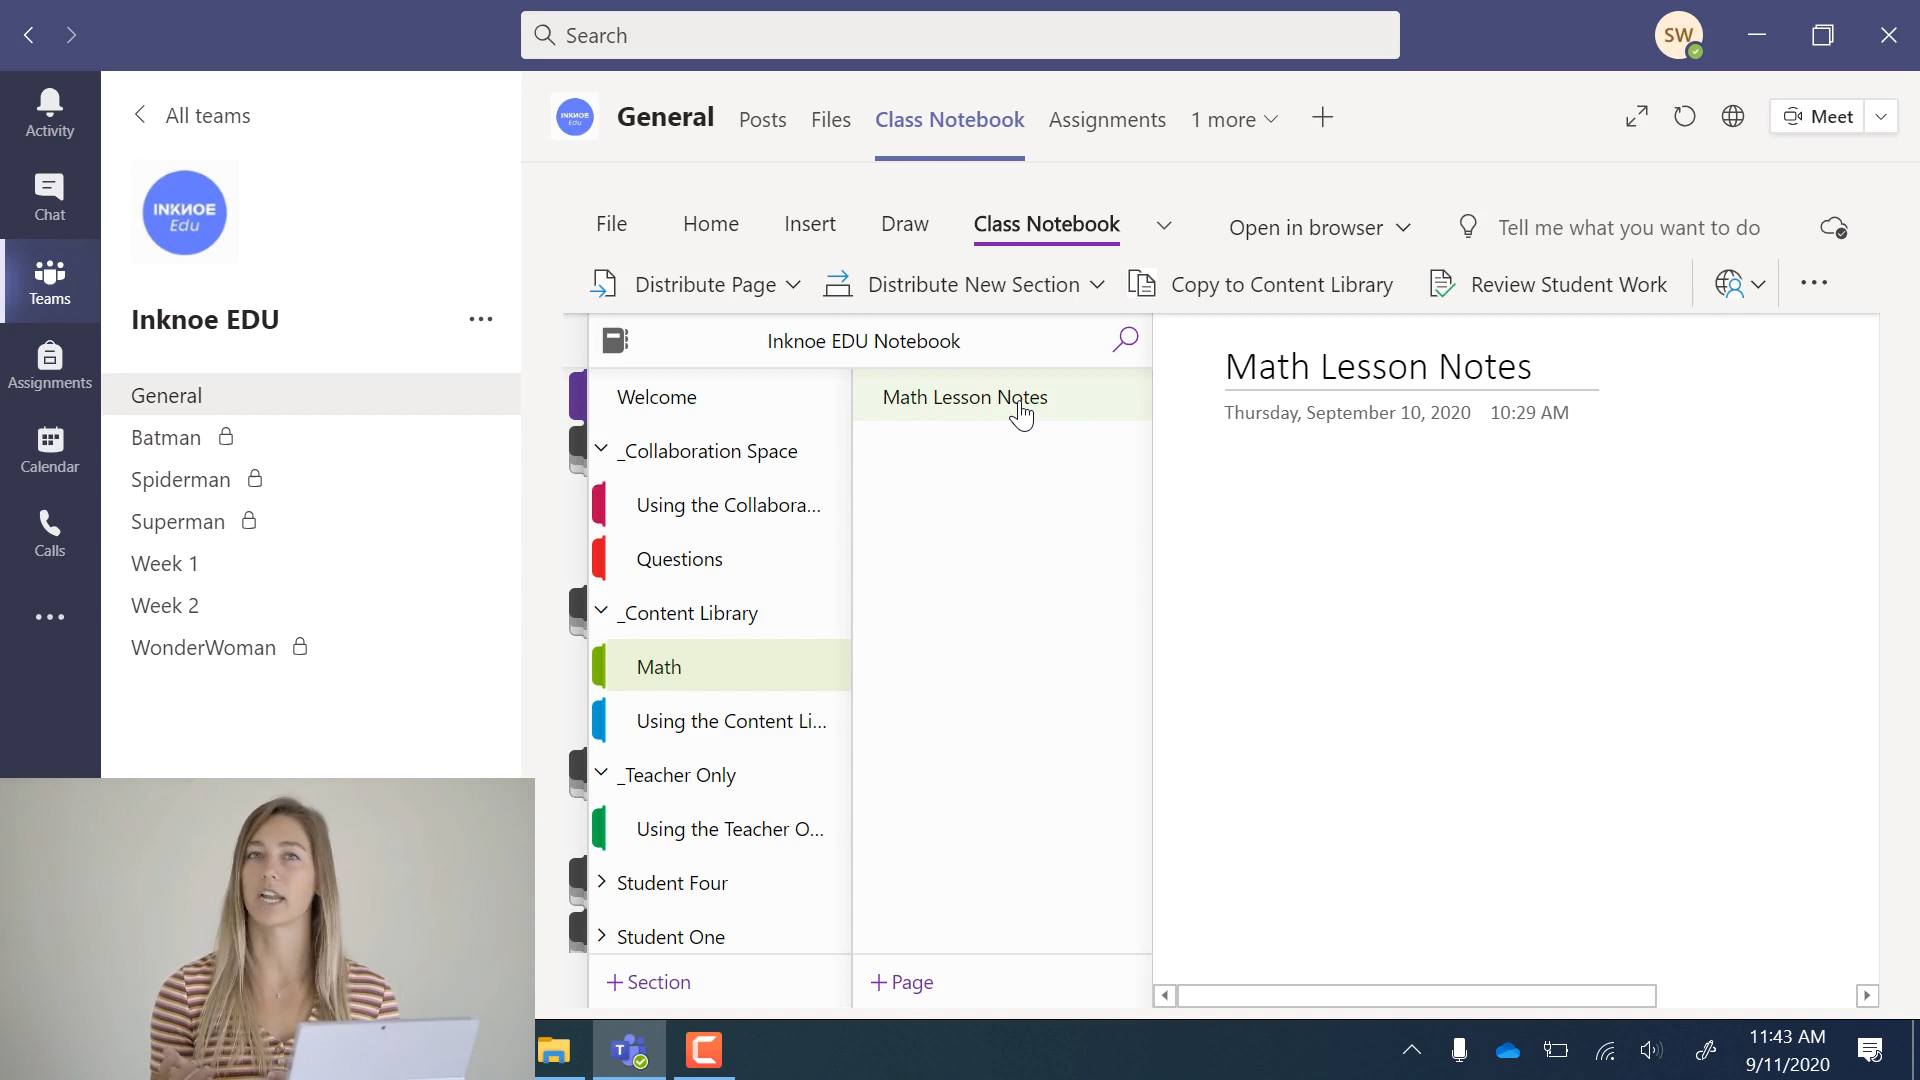 Search
SW
Activity
Chat
Teams
Assignments
Calendar
Calls
All teams
INKNOE
Edu
Inknoe EDU
General
Batman
Spiderman
Superman
Week 1
Week 2
WonderWoman
INKNOE
Edu
General
Posts
Files
Class Notebook
Assignments
1 more
Meet
File
Home
Insert
Draw
Class Notebook
Open in browser
Tell me what you want to do
Distribute Page
Distribute New Section
Copy to Content Library
Review Student Work
Inknoe EDU Notebook
Welcome
_Collaboration Space
Using the Collabora...
Questions
_Content Library
Math
Using the Content Li...
_Teacher Only
Using the Teacher O...
Student Four
Student One
+ Section
Math Lesson Notes
+ Page
Math Lesson Notes
Thursday, September 10, 2020 10:29 AM
11:43 AM
9/11/2020